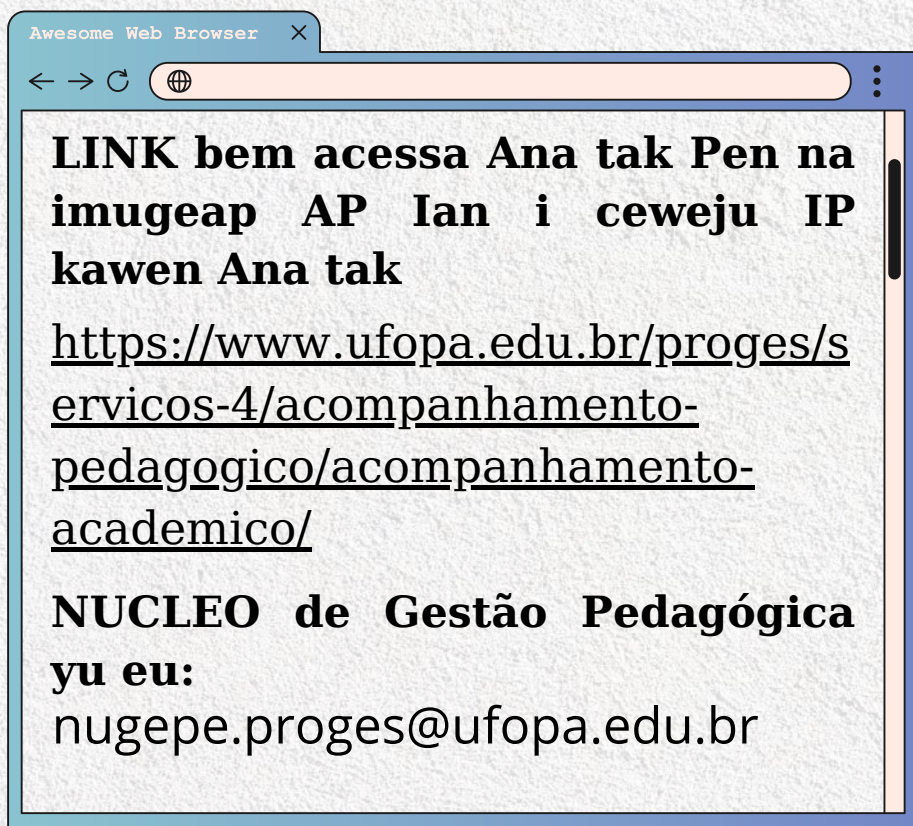 Awesome Web Browser
LINK bem acessa Ana tak Pen na
imugeap AP Ian i ceweju IP
kawen Ana tak
https://www.ufopa.edu.br/proges/s
ervicos-4/acompanhamento-
pedagogico/acompanhamento-
academico/
NUCLEO de Gestão Pedagógica
yu eu:
nugepe.proges@ufopa.edu.br